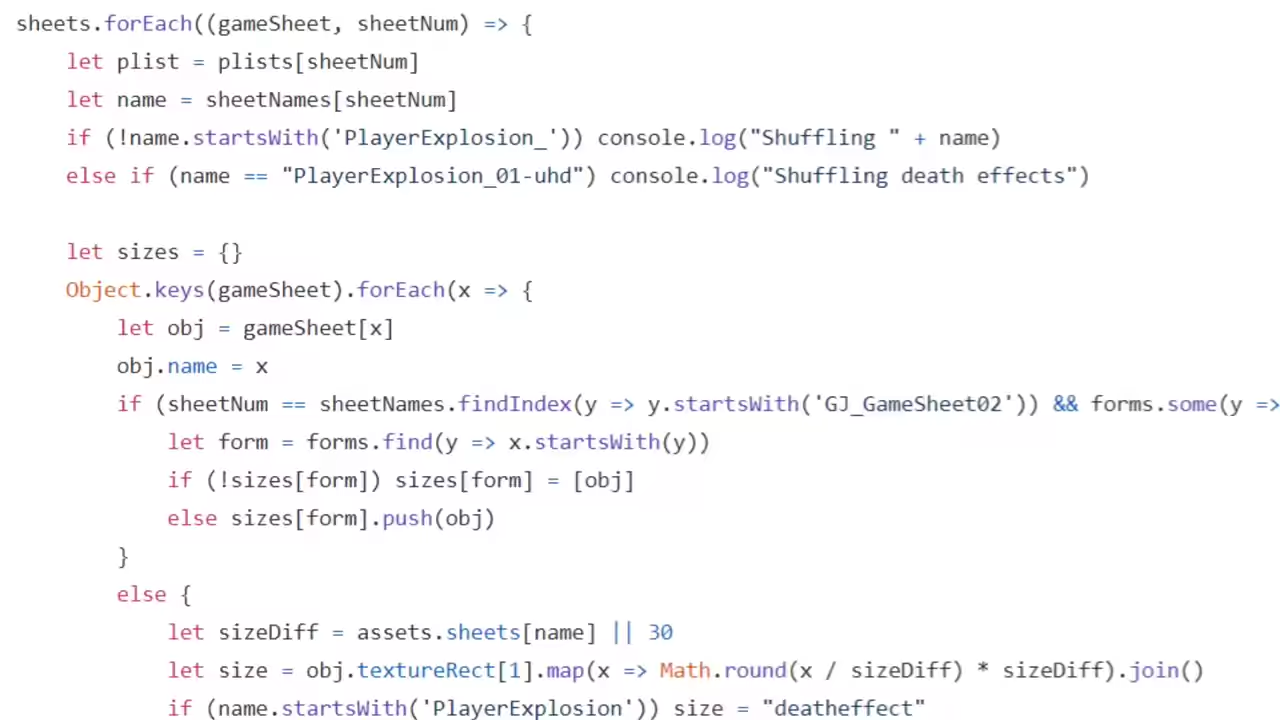 sheets.forEach((gameSheet, sheetNum) => {
    let plist = plists[sheetNum]
    let name = sheetNames[sheetNum]
    if (!name.startsWith('PlayerExplosion_')) console.log("Shuffling " + name)
    else if (name == "PlayerExplosion_01-uhd") console.log("Shuffling death effects")

    let sizes = {}
    Object.keys(gameSheet).forEach(x => {
        let obj = gameSheet[x]
        obj.name = x
        if (sheetNum == sheetNames.findIndex(y => y.startsWith('GJ_GameSheet02')) && forms.some(y =>
            let form = forms.find(y => x.startsWith(y))
            if (!sizes[form]) sizes[form] = [obj]
            else sizes[form].push(obj)
        }
        else {
            let sizeDiff = assets.sheets[name] || 30
            let size = obj.textureRect[1].map(x => Math.round(x / sizeDiff) * sizeDiff).join()
            if (name.startsWith('PlayerExplosion')) size = "deatheffect"